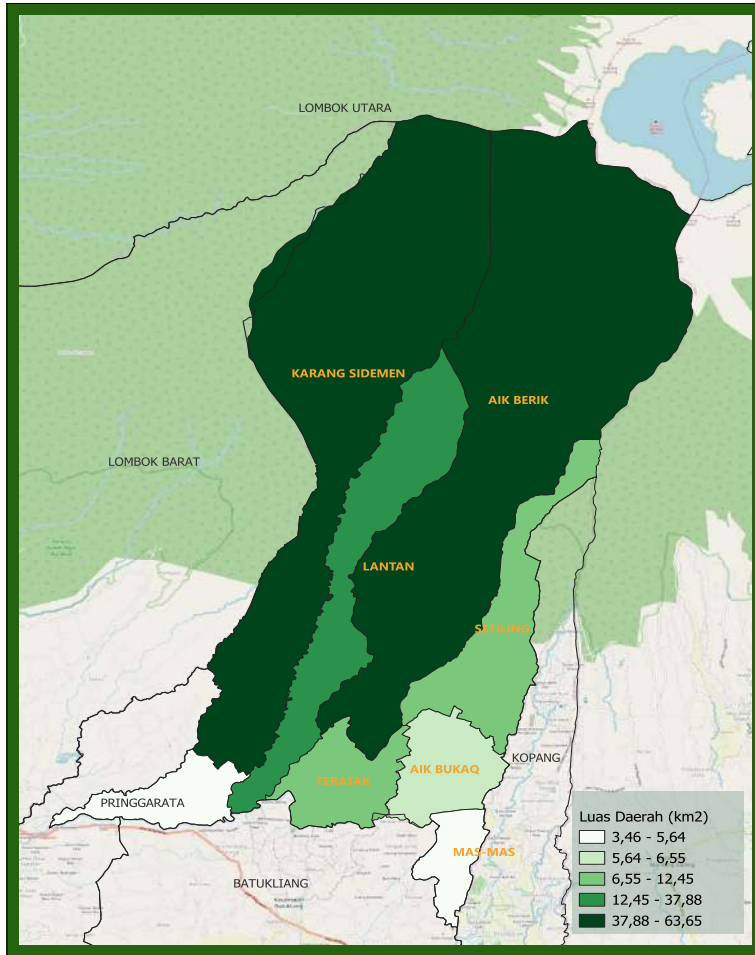 LOMBOK UTARA
KARANG SIDEMEN
AIK BERIK
LOMBOK BARAT
LANTAN
SETILING
KOPANG
AIK BUKAQ
TERATAK
PRINGGARATA
MAS-MAS
BATUKLIANG
Luas Daerah (km2)
3,46 - 5,64
5,64 - 6,55
6,55 - 12,45
12,45 - 37,88
37,88 - 63,65